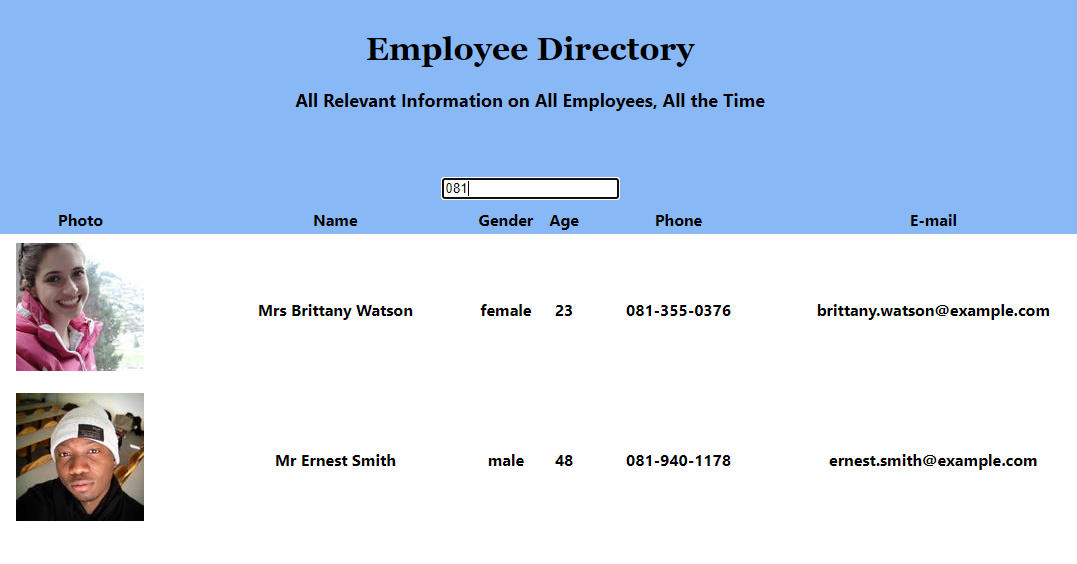 Employee Directory
All Relevant Information on All Employees, All the Time
081
Photo Name Gender Age Phone E-mail
Mrs Brittany Watson female 23 081-355-0376 brittany.watson@example.com
Mr Ernest Smith male 48 081-940-1178 ernest.smith@example.com